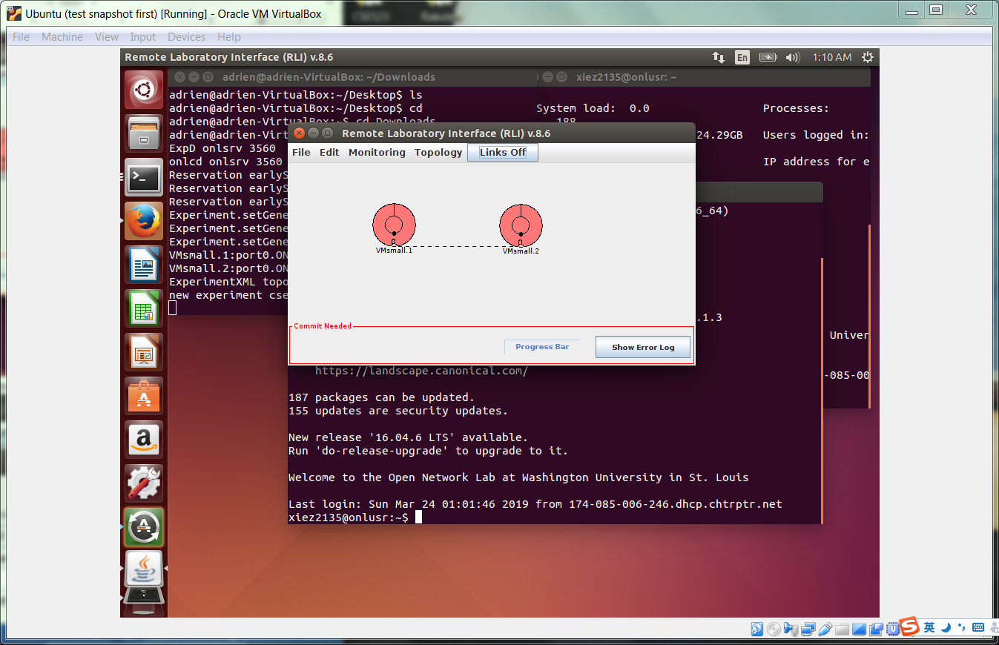 Ubuntu (test snapshot first) [Running] - Oracle VM VirtualBox
File Machine View Input Devices Help
Remote Laboratory Interface (RLI) v.8.6
En
1:10 AM
adrien@adrien-VirtualBox: ~/Downloads
xiez2135@onlusr: ~
adrien@adrien-VirtualBox:~/Desktop$ ls
adrien@adrien-VirtualBox:~/Desktop$ cd
adrien@adrien-VirtualBox:~$ cd Downloads
adrien@adrien-Virt
ExpD onlsrv 3560
onlcd onlsrv 3560
Reservation earlyS
Reservation earlyS
Reservation earlyS
Experiment.setGene
Experiment.setGene
Experiment.setGene
VMsmall.1:port0.ON
VMsmall.2:port0.ON
ExperimentXML topo
new experiment cse
System load: 0.0 Processes:
188
24.29GB Users logged in:
IP address for e
Remote Laboratory Interface (RLI) v.8.6
File Edit Monitoring Topology Links Off
VMsmall.1
VMsmall.2
Commit Needed
Progress Bar
Show Error Log
6_64)
.1.3
Univer
-085-00
https://landscape.canonical.com/
187 packages can be updated.
155 updates are security updates.
New release '16.04.6 LTS' available.
Run 'do-release-upgrade' to upgrade to it.
Welcome to the Open Network Lab at Washington University in St. Louis
Last login: Sun Mar 24 01:01:46 2019 from 174-085-006-246.dhcp.chtrptr.net
xiez2135@onlusr:~$
英